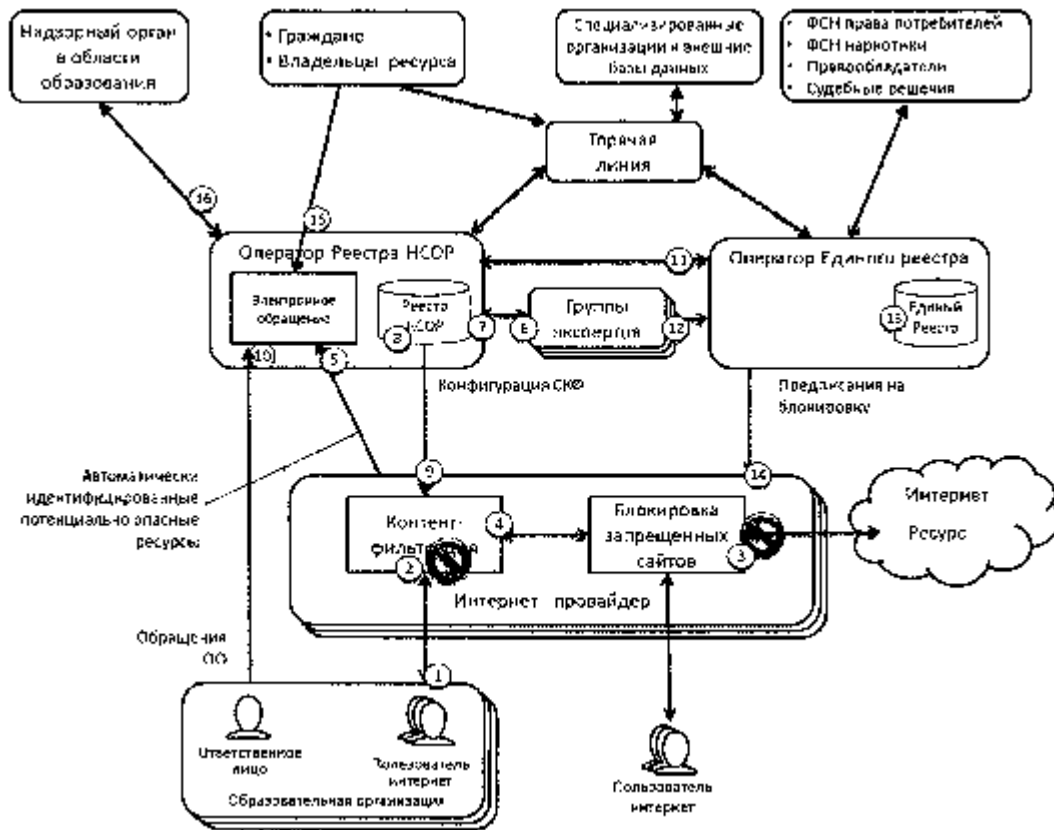 Надзорный орган
в области
образования
• Граждане
• Владельцы ресурса
Специализированные
организации и внешние
базы данных
• ФСН права потребителей
• ФСН наркотики
• Правообладатели
• Судебные решения
Горячая
линия
16
15
Оператор Реестра НСОР
11
Оператор Единого реестра
Электронное
обращение
Реестр
НСОР
8
7
6
Группы
экспертов
12
13
Единый
Реестр
10
5
Конфигурация СКФ
Предписания на
блокировку
Автоматически
идентифицированные
потенциально опасные
ресурсы
9
14
Контент-
фильтрация
2
4
Блокировка
запрещенных
сайтов
3
Интернет
Ресурс
Интернет провайдер
Обращения
ОО
1
Ответственное
лицо
Пользователь
интернет
Образовательная организация
Пользователь
интернет